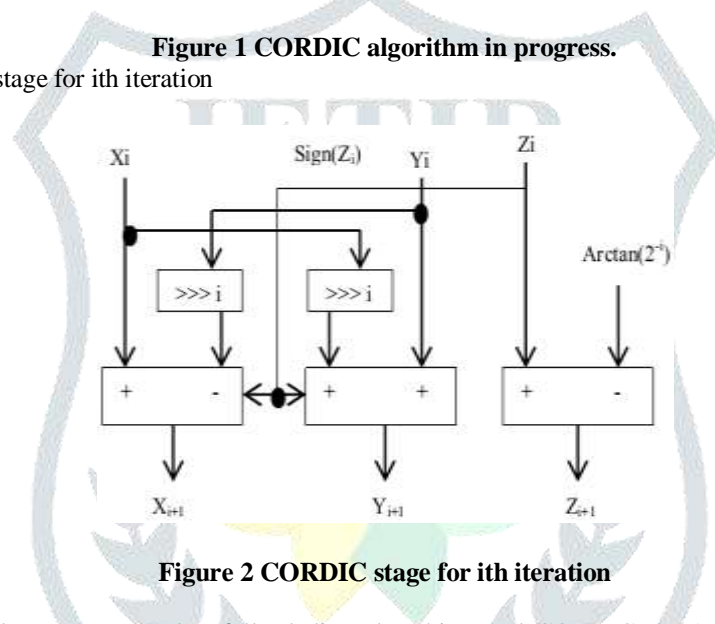 Figure 1 CORDIC algorithm in progress.
stage for ith iteration
JETIR
Xi Sign(Zᵢ) Yi Zi
Arctan(2⁻ⁱ)
>>> i >>> i
+ - + + + -
Xᵢ₊₁ Yᵢ₊₁ Zᵢ₊₁
Figure 2 CORDIC stage for ith iteration